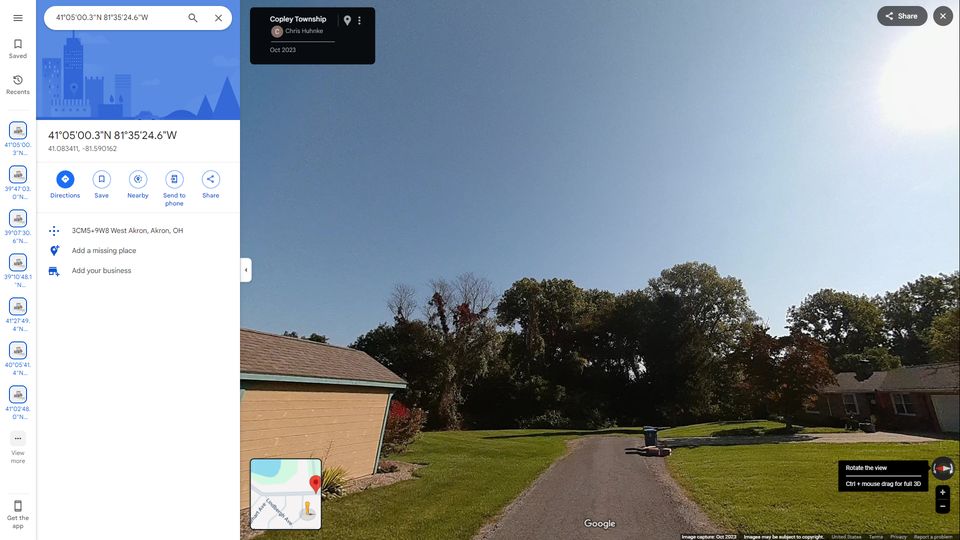 41°05'00.3"N 81°35'24.6"W
Saved
Recents
41°05'00.
3"N...
39°47'03.
0"N...
39°07'30.
6"N...
39°10'48.1
"N...
41°27'49.
4"N...
40°05'41.
4"N...
41°02'48.
0"N...
View
more
Get the
app
41°05'00.3"N 81°35'24.6"W
41.083411, -81.590162
Directions
Save
Nearby
Send to
phone
Share
3CM5+9W8 West Akron, Akron, OH
Add a missing place
Add your business
Copley Township
C
Chris Huhnke
Oct 2023
Share
Lindbergh Ave
Rotate the view
Ctrl + mouse drag for full 3D
Google
Image capture: Oct 2023 Images may be subject to copyright. United States Terms Privacy Report a problem